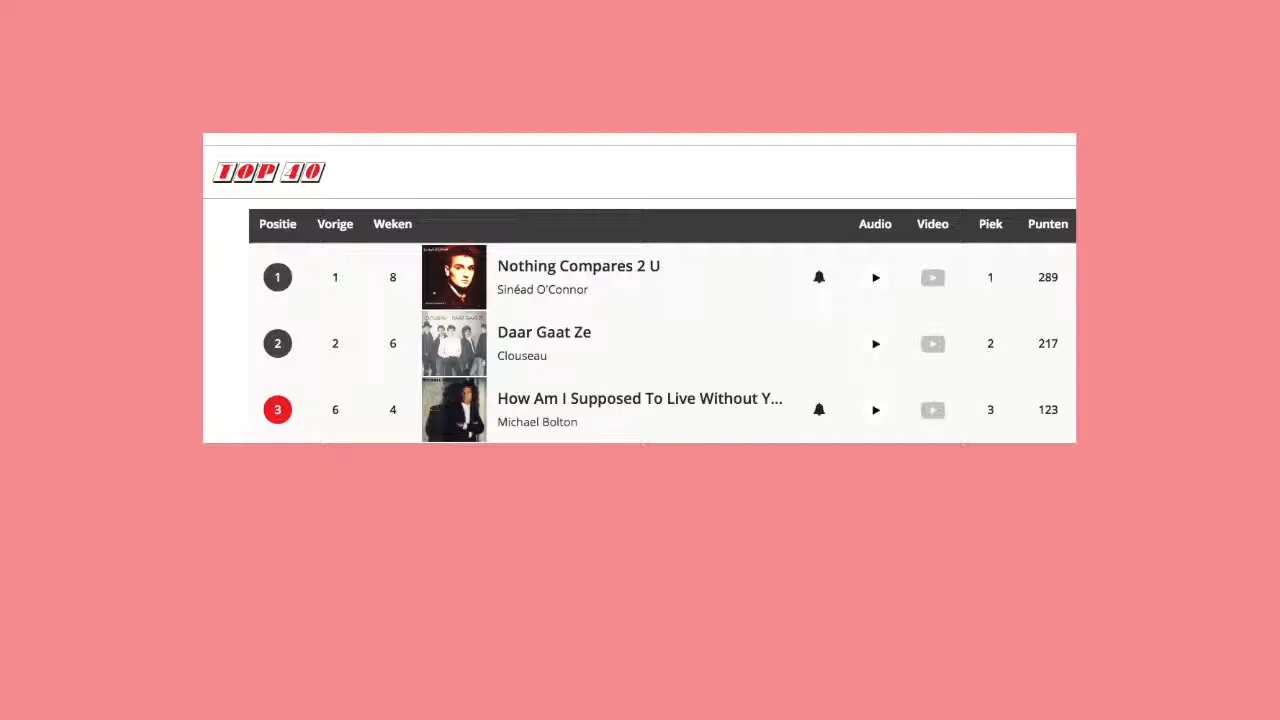 TOP 40
Positie Vorige Weken Audio Video Piek Punten
1 1 8 Nothing Compares 2 U 1 289
Sinéad O'Connor
2 2 6 Daar Gaat Ze 2 217
Clouseau
3 6 4 How Am I Supposed To Live Without Y... 3 123
Michael Bolton